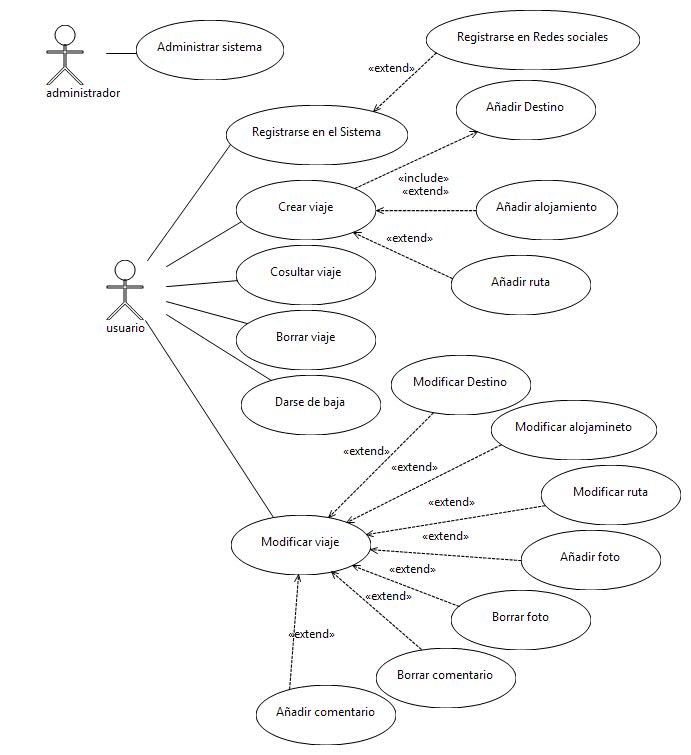 Registrarse en Redes sociales
Administrar sistema
«extend»
administrador
Añadir Destino
Registrarse en el Sistema
«include»
«extend»
Crear viaje
Añadir alojamiento
«extend»
Cosultar viaje
Añadir ruta
usuario
Borrar viaje
Modificar Destino
Darse de baja
Modificar alojamineto
«extend»
«extend»
Modificar ruta
«extend»
«extend»
Modificar viaje
Añadir foto
«extend»
«extend»
Borrar foto
«extend»
Borrar comentario
Añadir comentario